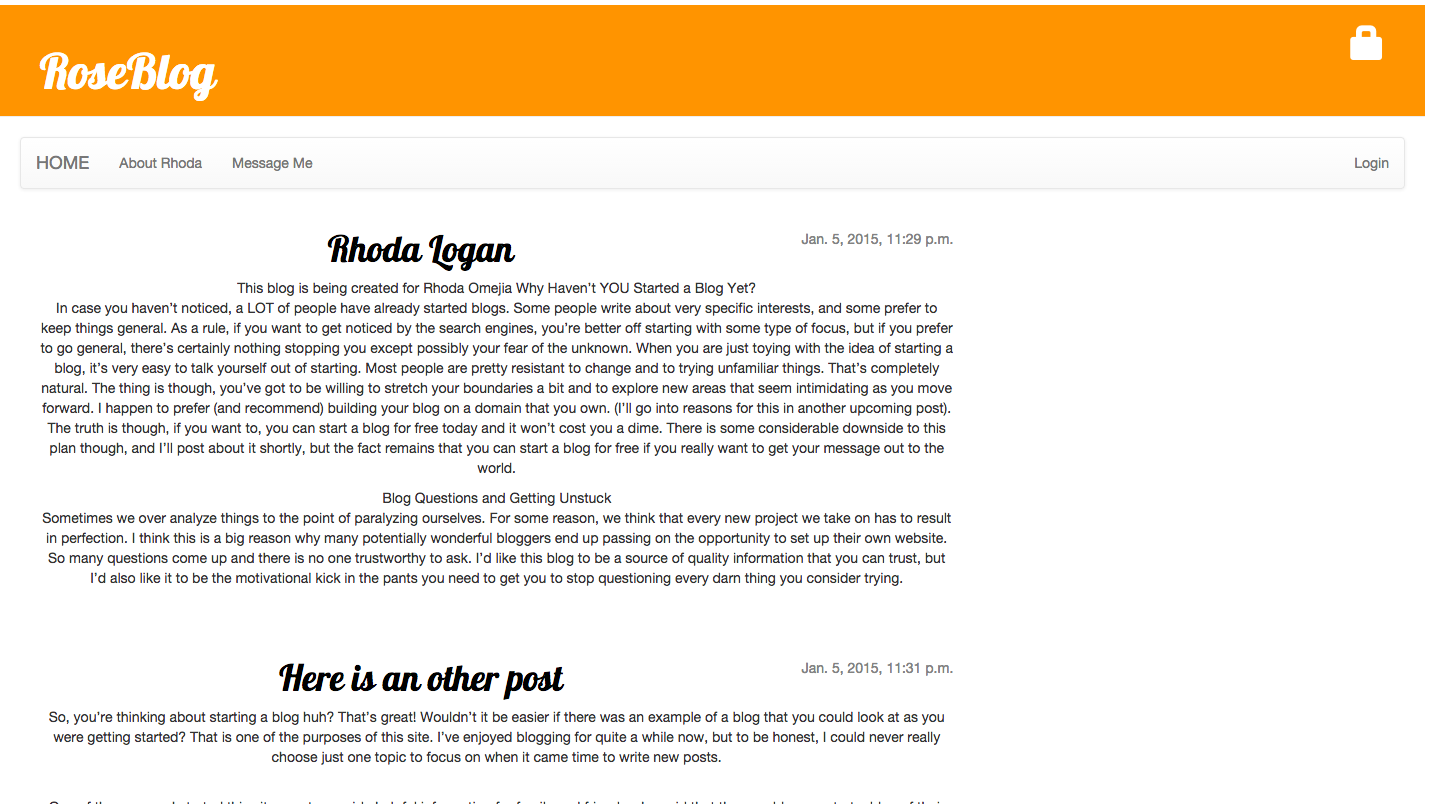 RoseBlog
HOME About Rhoda Message Me Login
Rhoda Logan Jan. 5, 2015, 11:29 p.m.
This blog is being created for Rhoda Omejia Why Haven’t YOU Started a Blog Yet?
In case you haven’t noticed, a LOT of people have already started blogs. Some people write about very specific interests, and some prefer to
keep things general. As a rule, if you want to get noticed by the search engines, you’re better off starting with some type of focus, but if you prefer
to go general, there’s certainly nothing stopping you except possibly your fear of the unknown. When you are just toying with the idea of starting a
blog, it’s very easy to talk yourself out of starting. Most people are pretty resistant to change and to trying unfamiliar things. That’s completely
natural. The thing is though, you’ve got to be willing to stretch your boundaries a bit and to explore new areas that seem intimidating as you move
forward. I happen to prefer (and recommend) building your blog on a domain that you own. (I’ll go into reasons for this in another upcoming post).
The truth is though, if you want to, you can start a blog for free today and it won’t cost you a dime. There is some considerable downside to this
plan though, and I’ll post about it shortly, but the fact remains that you can start a blog for free if you really want to get your message out to the
world.
Blog Questions and Getting Unstuck
Sometimes we over analyze things to the point of paralyzing ourselves. For some reason, we think that every new project we take on has to result
in perfection. I think this is a big reason why many potentially wonderful bloggers end up passing on the opportunity to set up their own website.
So many questions come up and there is no one trustworthy to ask. I’d like this blog to be a source of quality information that you can trust, but
I’d also like it to be the motivational kick in the pants you need to get you to stop questioning every darn thing you consider trying.
Here is an other post Jan. 5, 2015, 11:31 p.m.
So, you’re thinking about starting a blog huh? That’s great! Wouldn’t it be easier if there was an example of a blog that you could look at as you
were getting started? That is one of the purposes of this site. I’ve enjoyed blogging for quite a while now, but to be honest, I could never really
choose just one topic to focus on when it came time to write new posts.